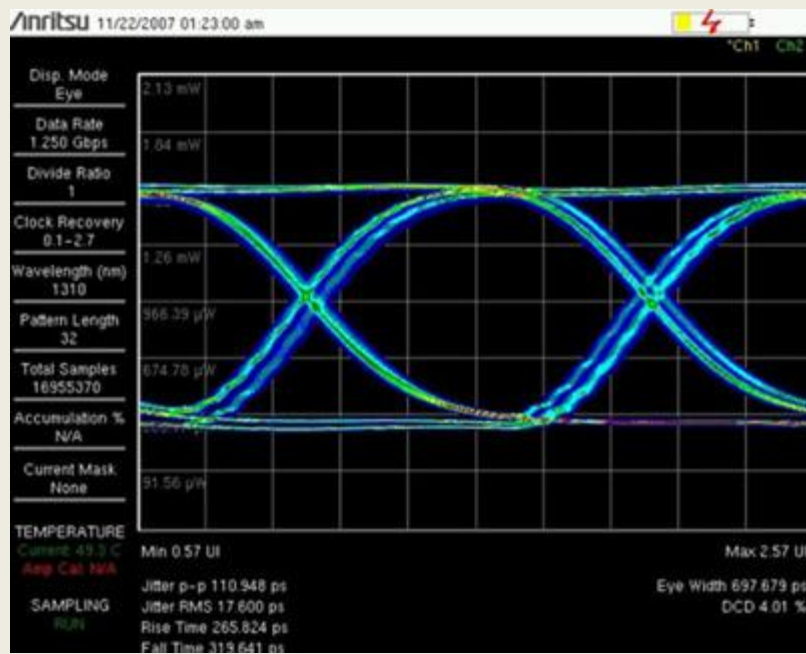 Anritsu 11/22/2007 01:23:00 am
*Ch1 Ch2
Disp. Mode
Eye
Data Rate
1.250 Gbps
Divide Ratio
1
Clock Recovery
0.1-2.7
Wavelength (nm)
1310
Pattern Length
32
Total Samples
16955370
Accumulation %
N/A
Current Mask
None
TEMPERATURE
Current: 49.3 C
Amp Cal: N/A
SAMPLING
RUN
2.13 mW
1.84 mW
1.26 mW
966.39 µW
674.78 µW
91.56 µW
Min 0.57 UI
Max 2.57 UI
Jitter p-p 110.948 ps
Jitter RMS 17.600 ps
Rise Time 265.824 ps
Fall Time 319.641 ps
Eye Width 697.679 ps
DCD 4.01 %